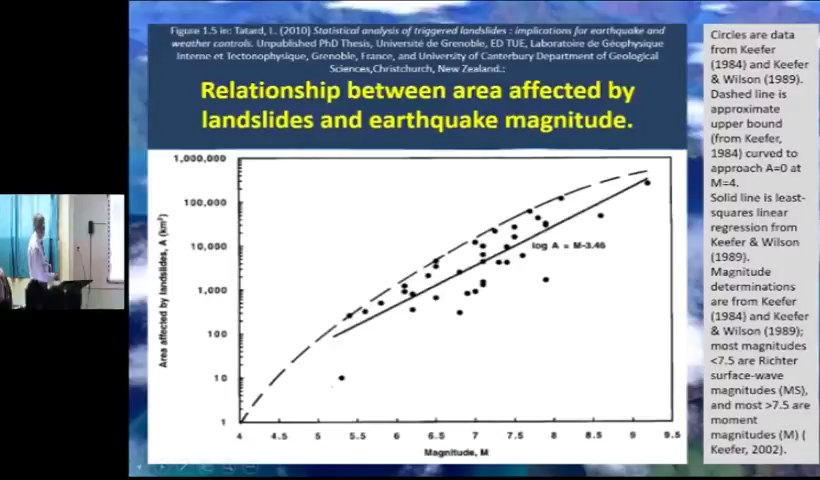 Figure 1.5 in: Tatard, L. (2010) Statistical analysis of triggered landslides : implications for earthquake and
weather controls. Unpublished PhD Thesis, Université de Grenoble, ED TUE, Laboratoire de Géophysique
Interne et Tectonophysique, Grenoble, France, and University of Canterbury Department of Geological
Sciences,Christchurch, New Zealand.:
Relationship between area affected by
landslides and earthquake magnitude.
1,000,000
100,000
10,000
1,000
100
10
1
Area affected by landslides, A (km²)
log A = M-3.46
4 4.5 5 5.5 6 6.5 7 7.5 8 8.5 9 9.5
Magnitude, M
Circles are data
from Keefer
(1984) and Keefer
& Wilson (1989).
Dashed line is
approximate
upper bound
(from Keefer,
1984) curved to
approach A=0 at
M=4.
Solid line is least-
squares linear
regression from
Keefer & Wilson
(1989).
Magnitude
determinations
are from Keefer
(1984) and Keefer
& Wilson (1989);
most magnitudes
<7.5 are Richter
surface-wave
magnitudes (MS),
and most >7.5 are
moment
magnitudes (M) (
Keefer, 2002).